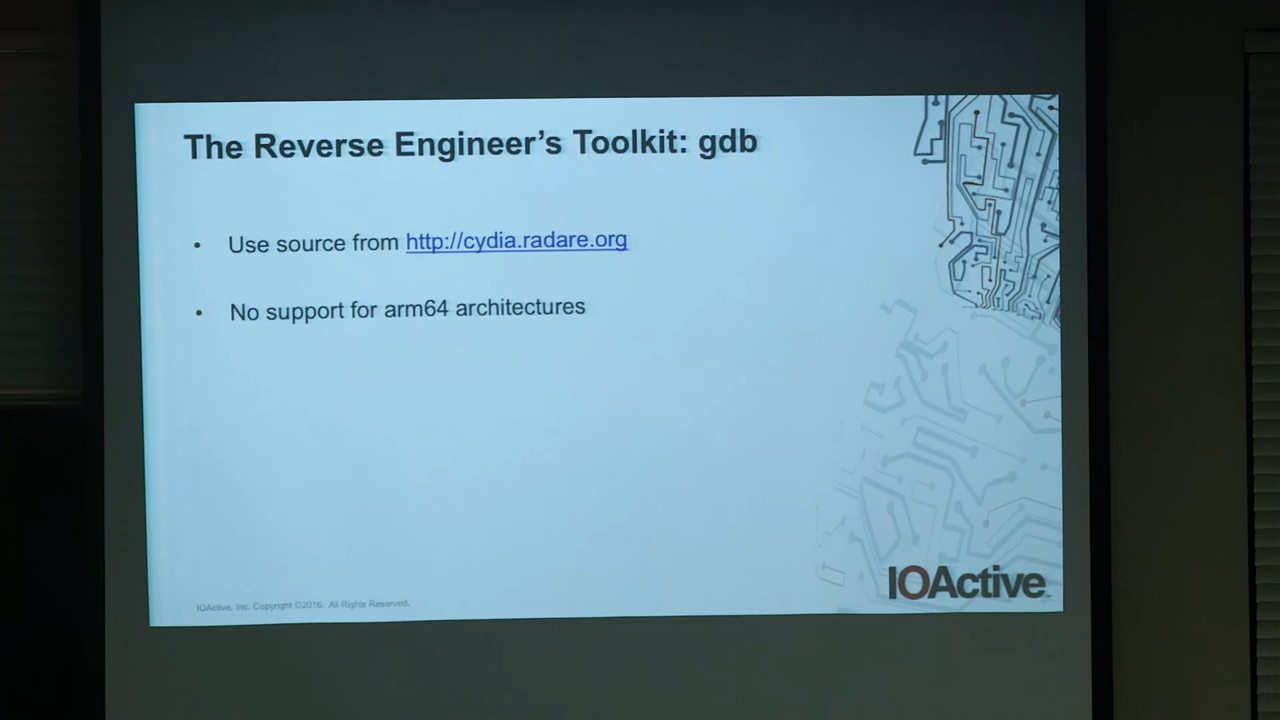 The Reverse Engineer's Toolkit: gdb
• Use source from http://cydia.radare.org
• No support for arm64 architectures
IOActive, Inc. Copyright ©2016. All Rights Reserved.
IOActive